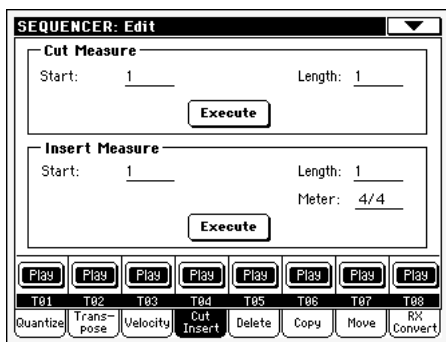 SEQUENCER: Edit
Cut Measure
Start: 1 Length: 1
Execute
Insert Measure
Start: 1 Length: 1
Meter: 4/4
Execute
Play Play Play Play Play Play Play Play
T01 T02 T03 T04 T05 T06 T07 T08
Quantize Trans-pose Velocity Cut Insert Delete Copy Move RX Convert